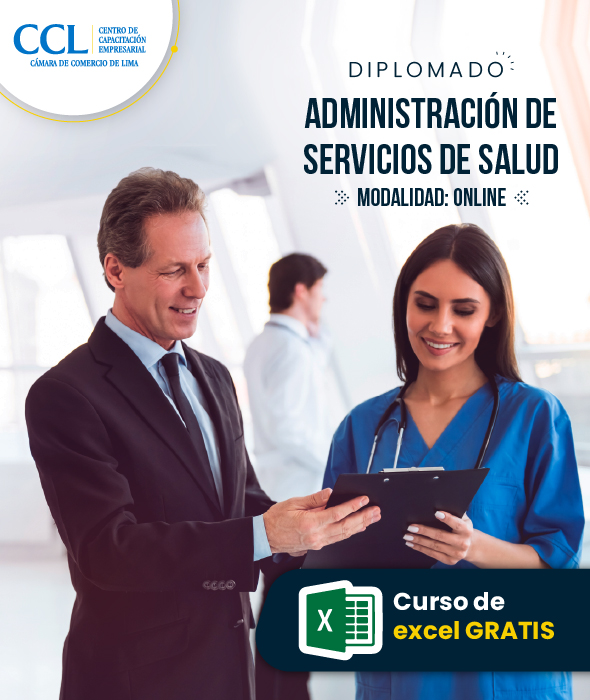 CCL
CENTRO DE
CAPACITACIÓN
EMPRESARIAL
CÁMARA DE COMERCIO DE LIMA
DIPLOMADO
ADMINISTRACIÓN DE
SERVICIOS DE SALUD
MODALIDAD: ONLINE
X
Curso de
excel GRATIS